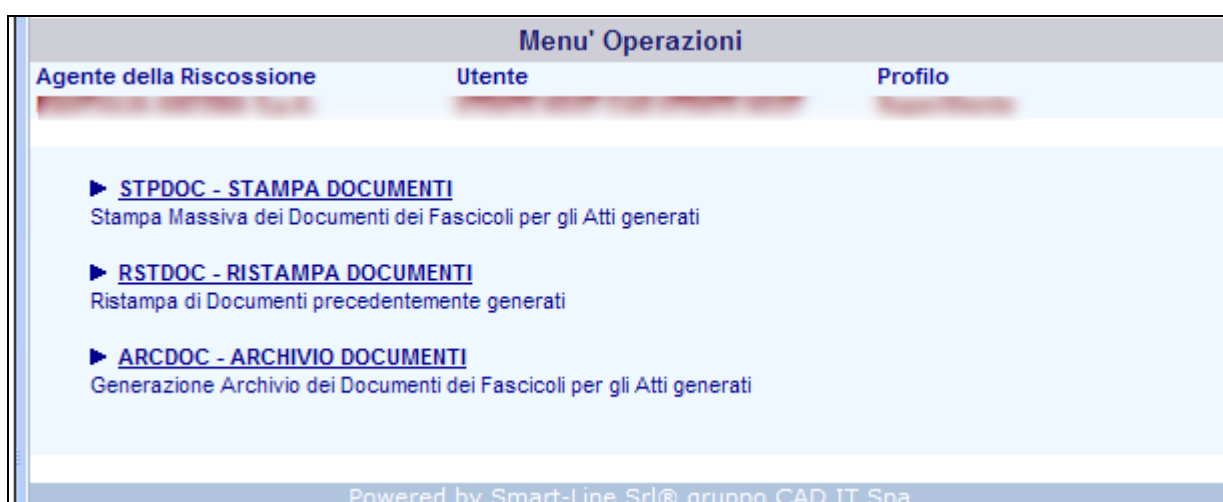 Menu' Operazioni
Agente della Riscossione Utente Profilo
STPDOC - STAMPA DOCUMENTI
Stampa Massiva dei Documenti dei Fascicoli per gli Atti generati
RSTDOC - RISTAMPA DOCUMENTI
Ristampa di Documenti precedentemente generati
ARCDOC - ARCHIVIO DOCUMENTI
Generazione Archivio dei Documenti dei Fascicoli per gli Atti generati
Powered by Smart-Line Srl® gruppo CAD IT Spa